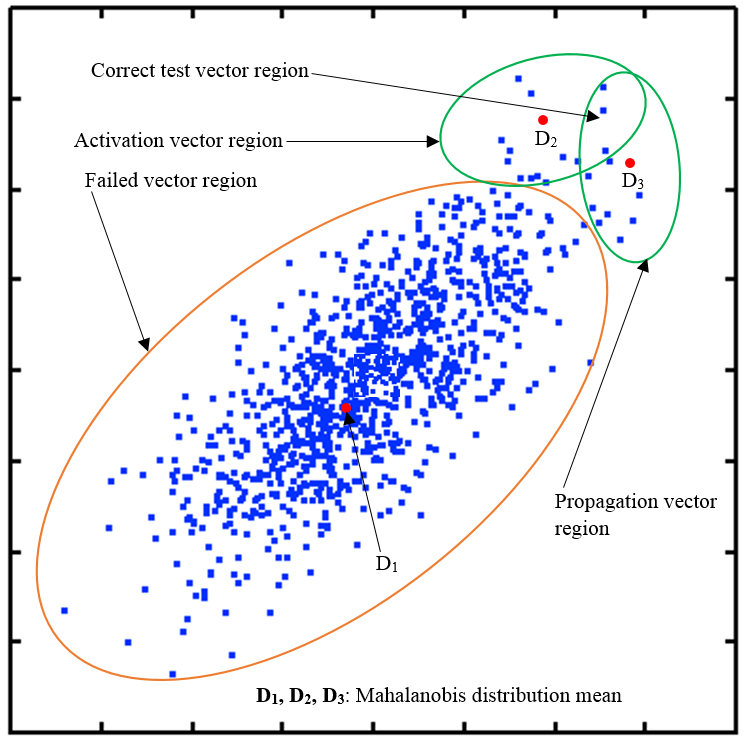 Correct test vector region
Activation vector region
Failed vector region
D2
D3
D1
Propagation vector
region
D1, D2, D3: Mahalanobis distribution mean